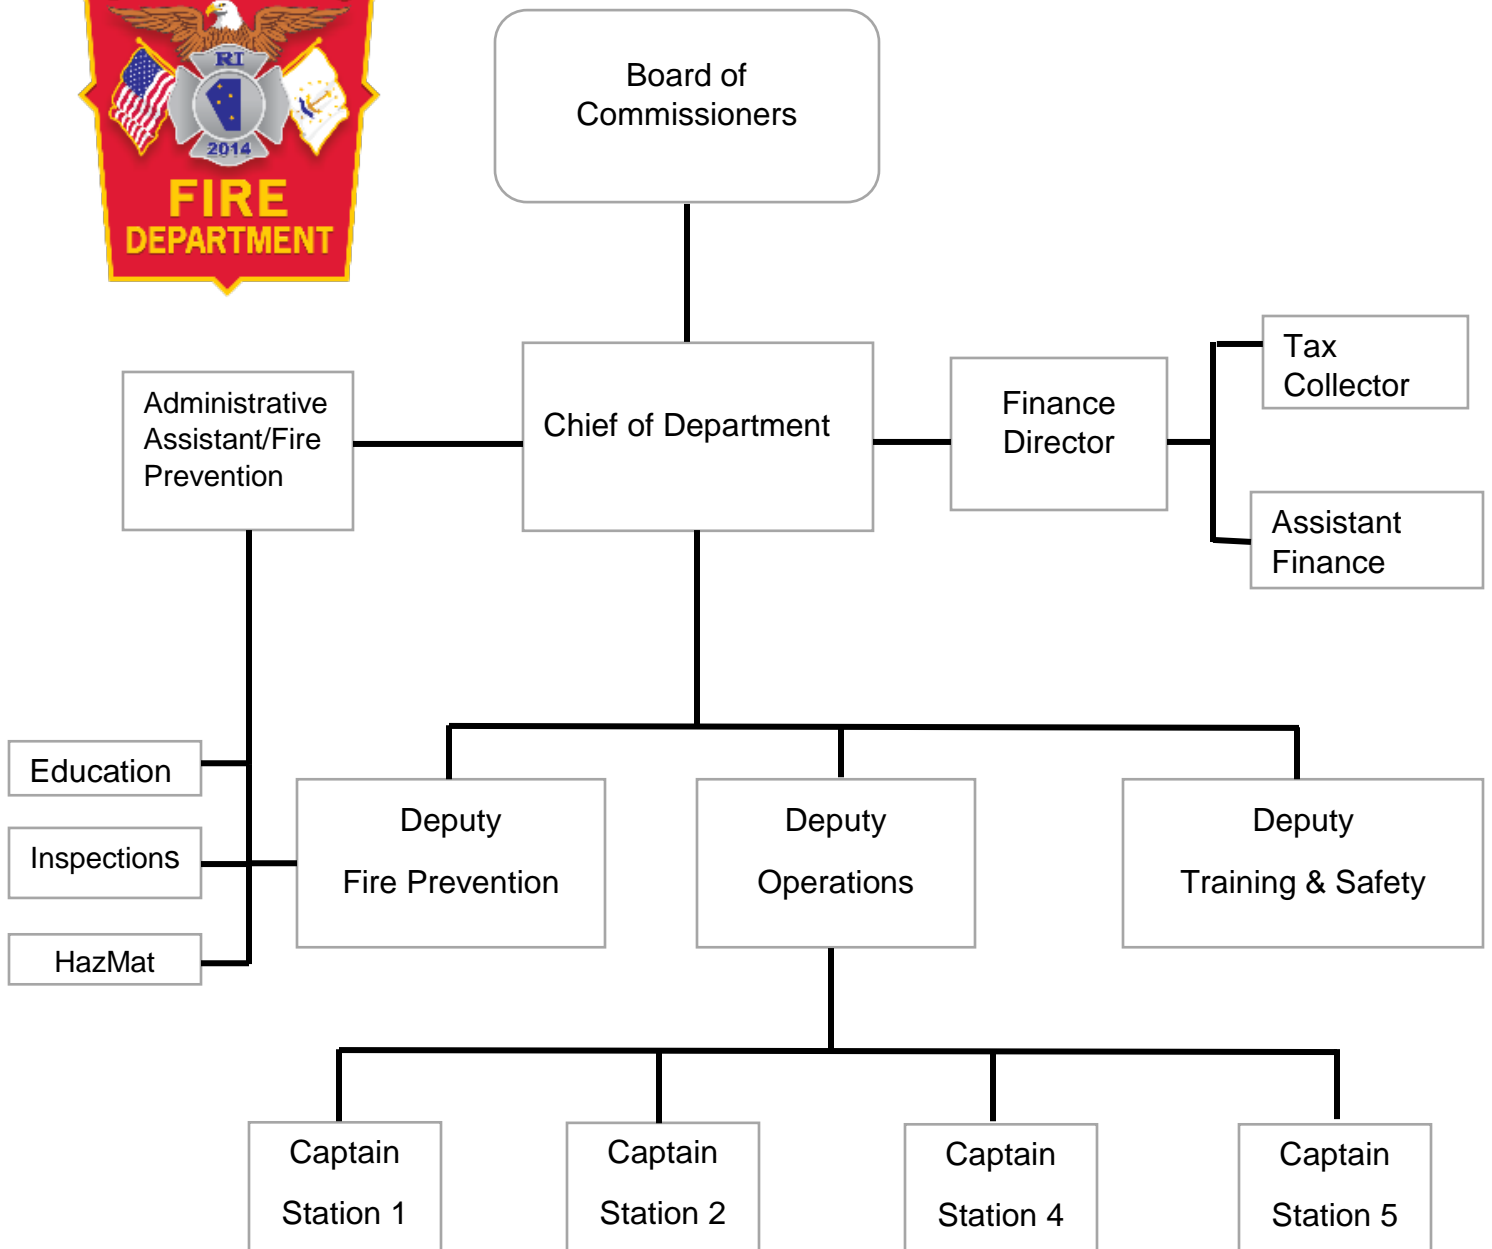 RI
2014
FIRE
DEPARTMENT
Board of
Commissioners
Administrative
Assistant/Fire
Prevention
Chief of Department
Finance
Director
Tax
Collector
Assistant
Finance
Education
Inspections
HazMat
Deputy
Fire Prevention
Deputy
Operations
Deputy
Training & Safety
Captain
Station 1
Captain
Station 2
Captain
Station 4
Captain
Station 5